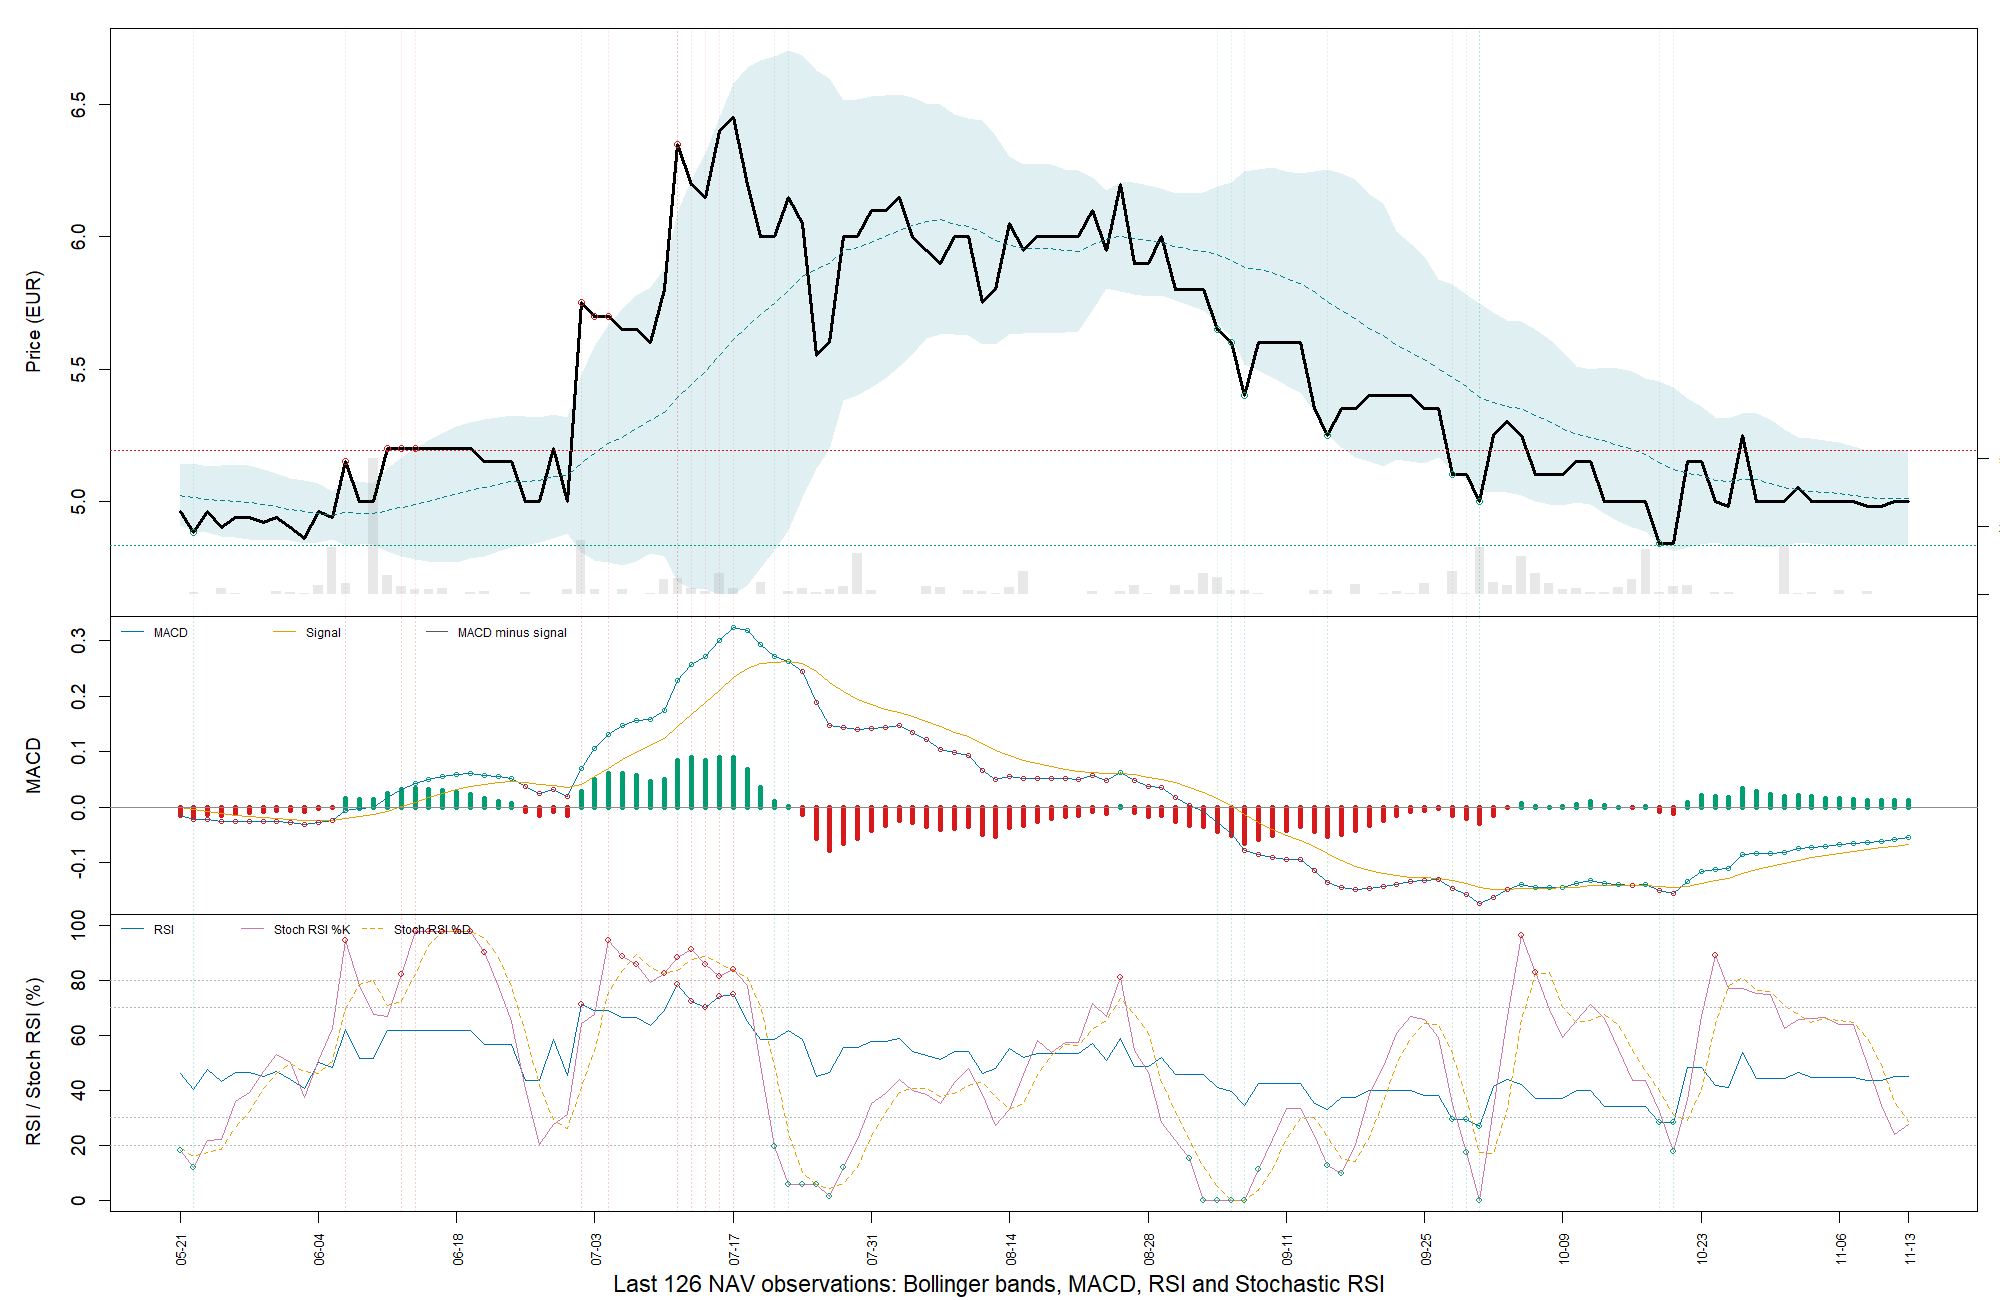 6.5
6.0
5.5
5.0
Price (EUR)
MACD
Signal
MACD minus signal
0.3
0.2
0.1
0.0
-0.1
MACD
RSI
Stoch RSI %K
Stoch RSI %D
100
80
60
40
20
0
RSI / Stoch RSI (%)
05-21
06-04
06-18
07-03
07-17
07-31
08-14
08-28
09-11
09-25
10-09
10-23
11-06
11-13
Last 126 NAV observations: Bollinger bands, MACD, RSI and Stochastic RSI